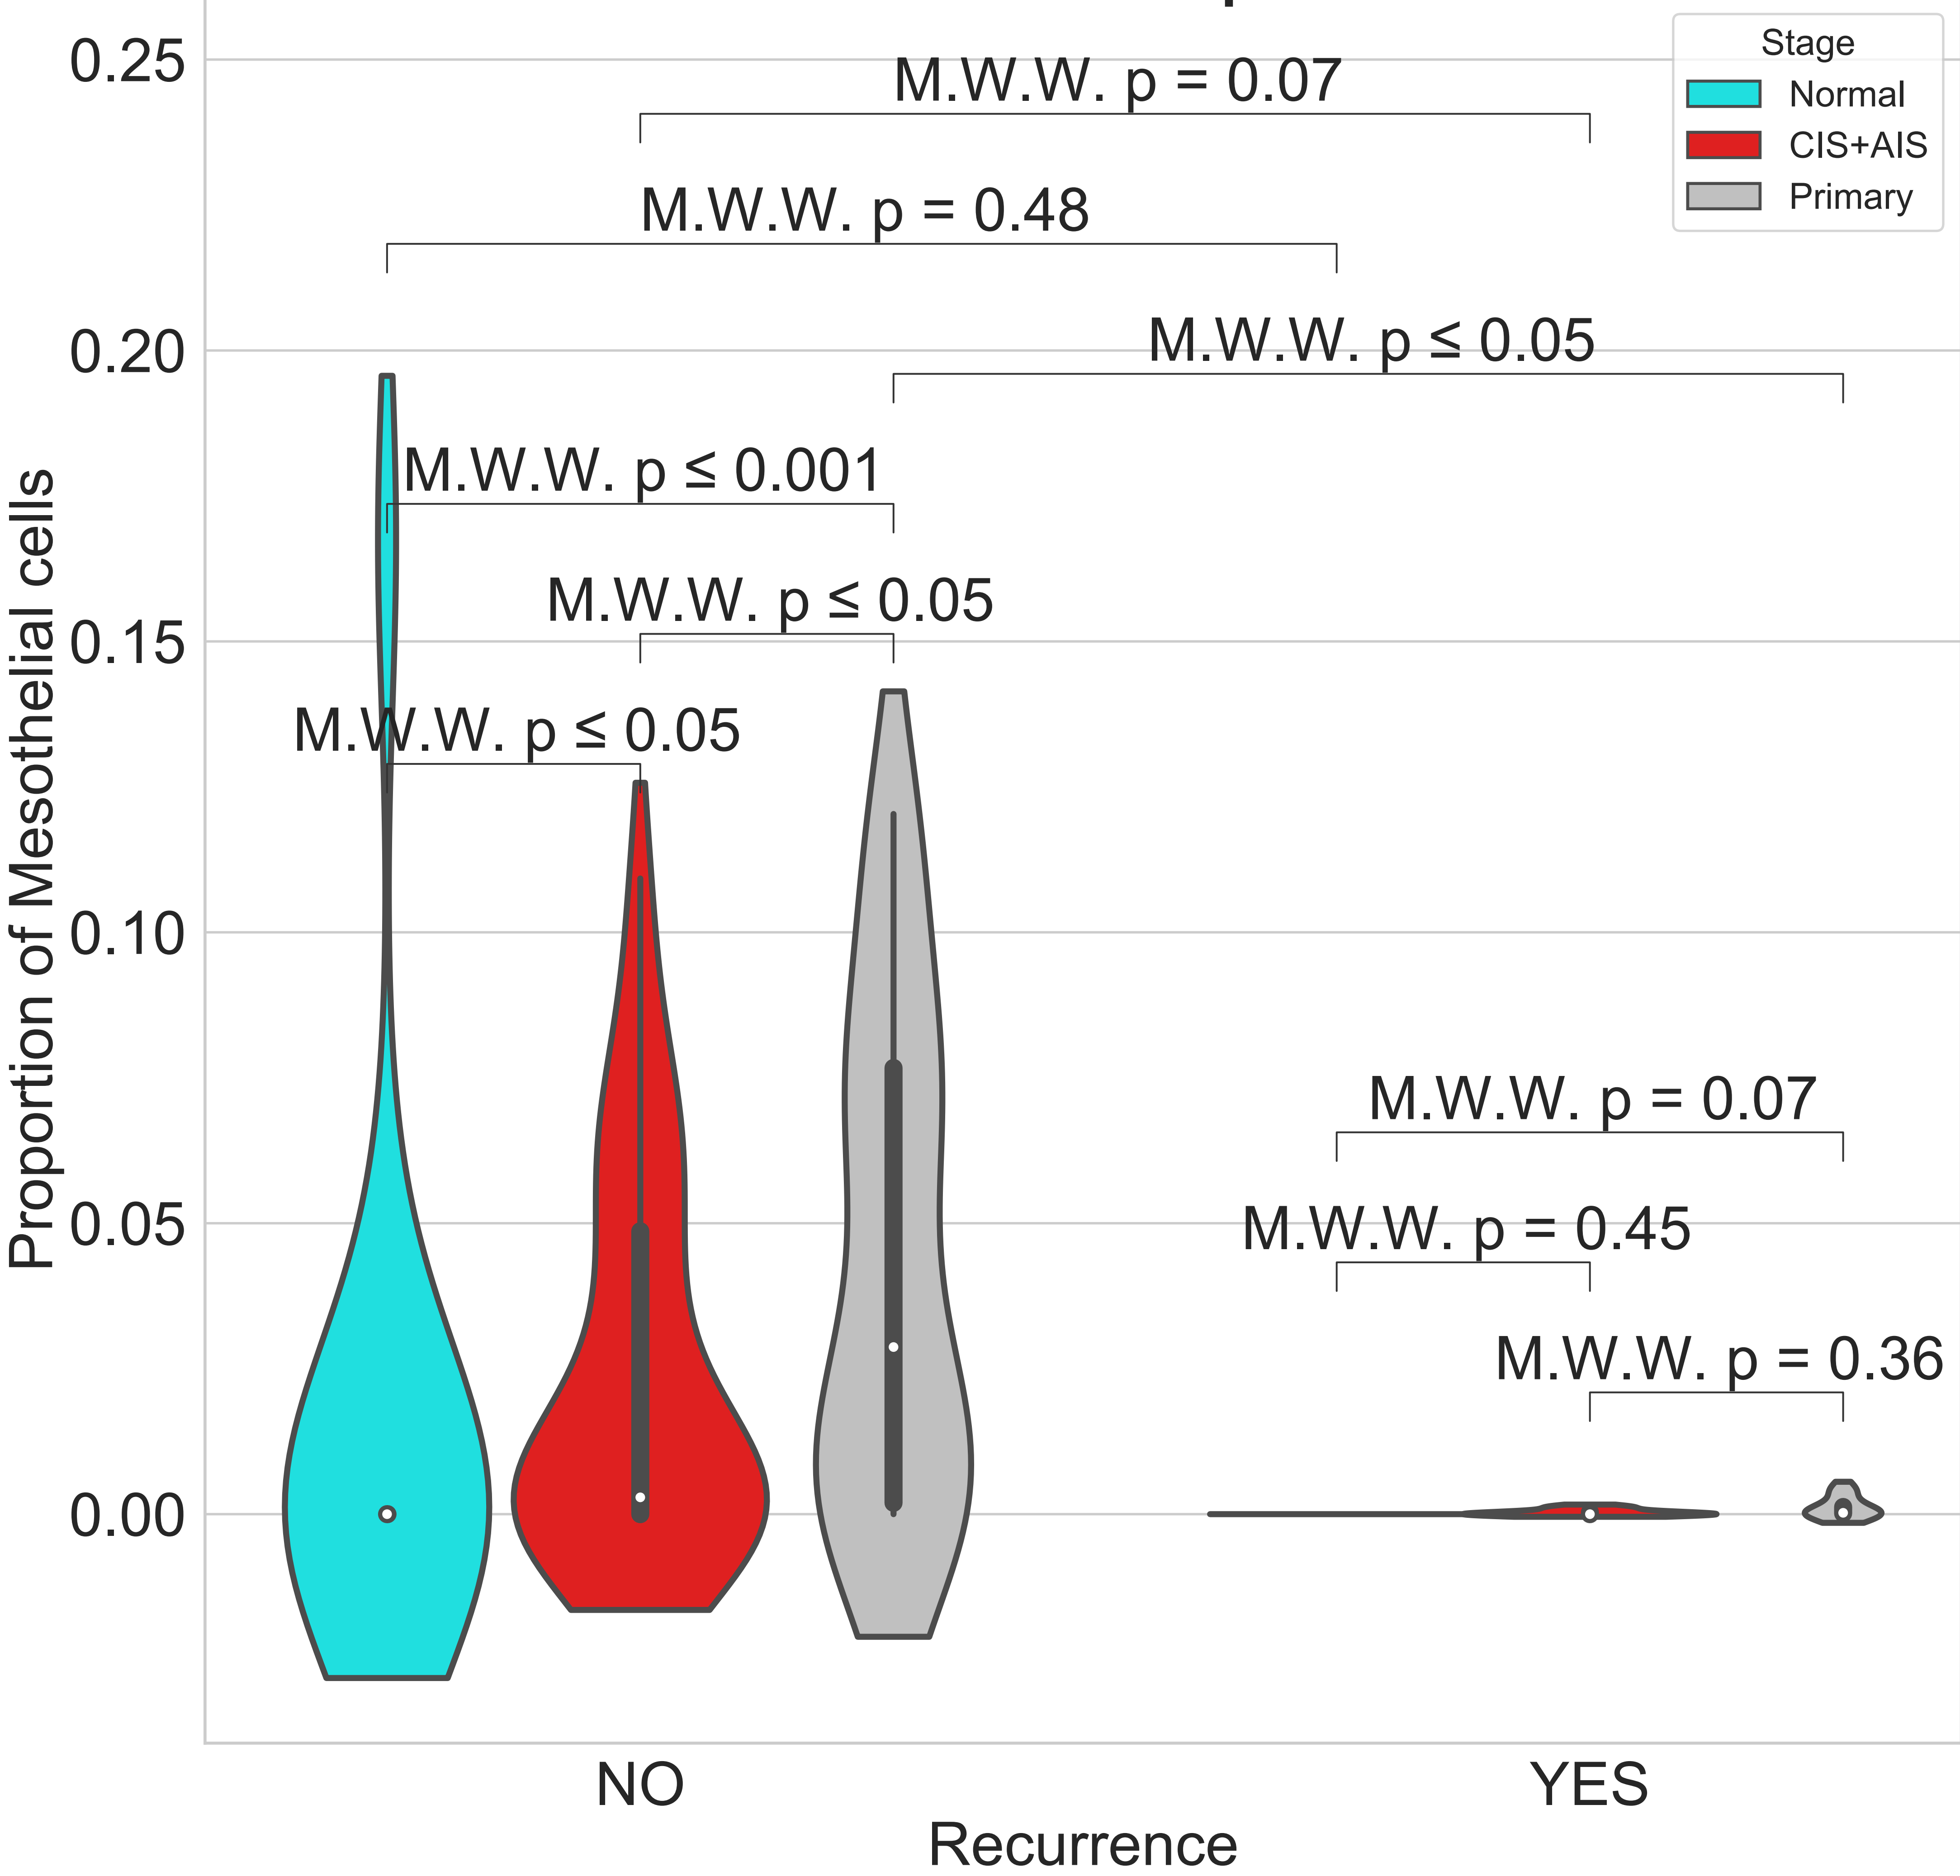 Stage
Normal
CIS+AIS
Primary
0.25
0.20
0.15
0.10
0.05
0.00
Proportion of Mesothelial cells
M.W.W. p = 0.07
M.W.W. p = 0.48
M.W.W. p ≤ 0.05
M.W.W. p ≤ 0.001
M.W.W. p ≤ 0.05
M.W.W. p ≤ 0.05
M.W.W. p = 0.07
M.W.W. p = 0.45
M.W.W. p = 0.36
NO
YES
Recurrence